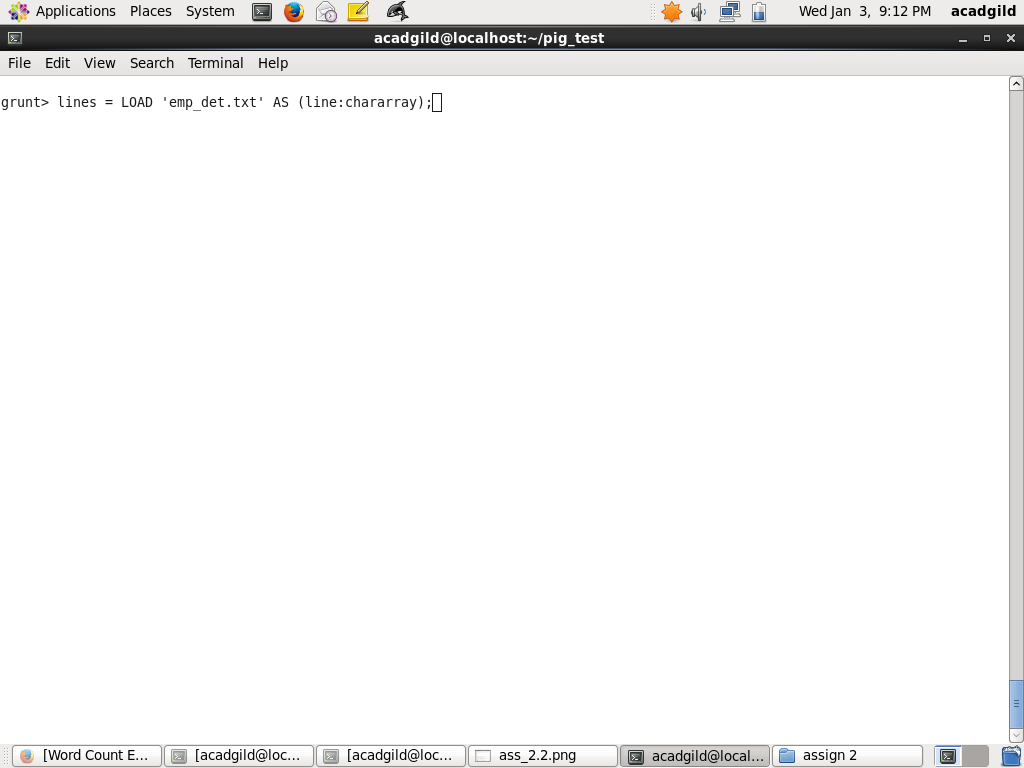 Applications Places System Wed Jan 3, 9:12 PM acadgild
acadgild@localhost:~/pig_test
File Edit View Search Terminal Help
grunt> lines = LOAD 'emp_det.txt' AS (line:chararray);
[Word Count E... [acadgild@loc... [acadgild@loc... ass_2.2.png acadgild@local... assign 2